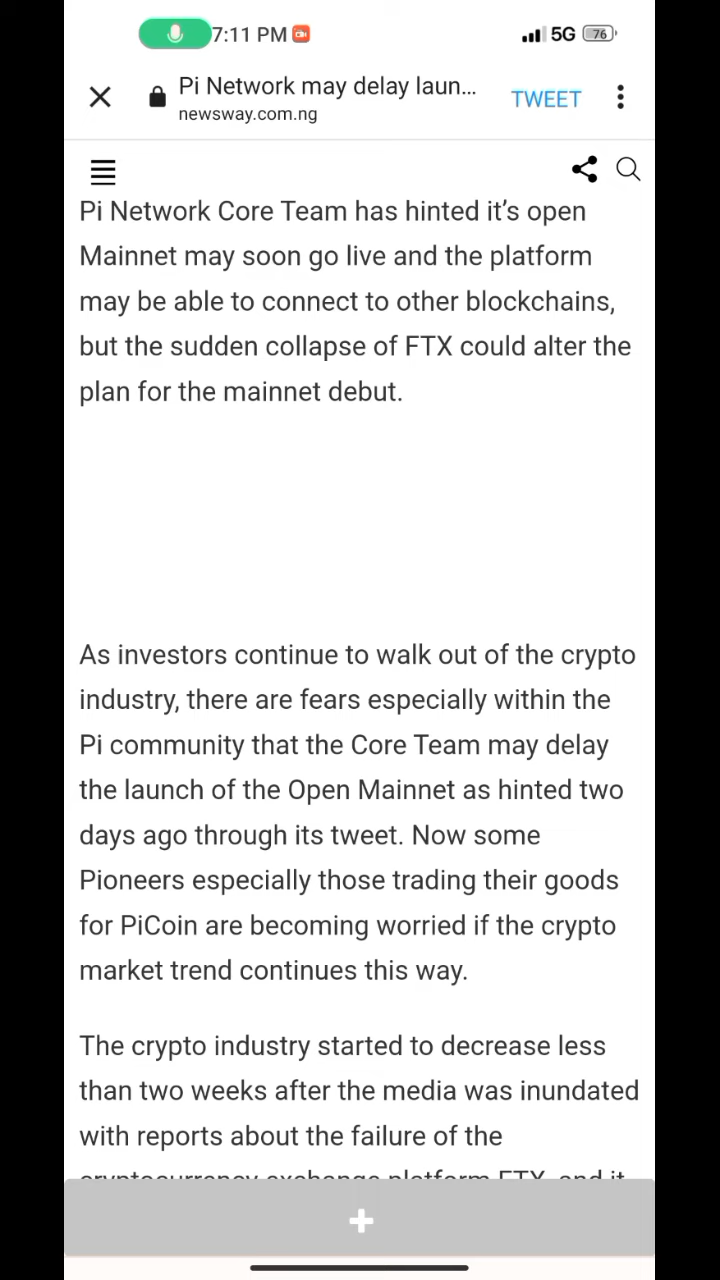 7:11 PM
5G 76
Pi Network may delay laun...
newsway.com.ng
TWEET
Pi Network Core Team has hinted it’s open
Mainnet may soon go live and the platform
may be able to connect to other blockchains,
but the sudden collapse of FTX could alter the
plan for the mainnet debut.
As investors continue to walk out of the crypto
industry, there are fears especially within the
Pi community that the Core Team may delay
the launch of the Open Mainnet as hinted two
days ago through its tweet. Now some
Pioneers especially those trading their goods
for PiCoin are becoming worried if the crypto
market trend continues this way.
The crypto industry started to decrease less
than two weeks after the media was inundated
with reports about the failure of the
cryptocurrency exchange platform FTX, and it